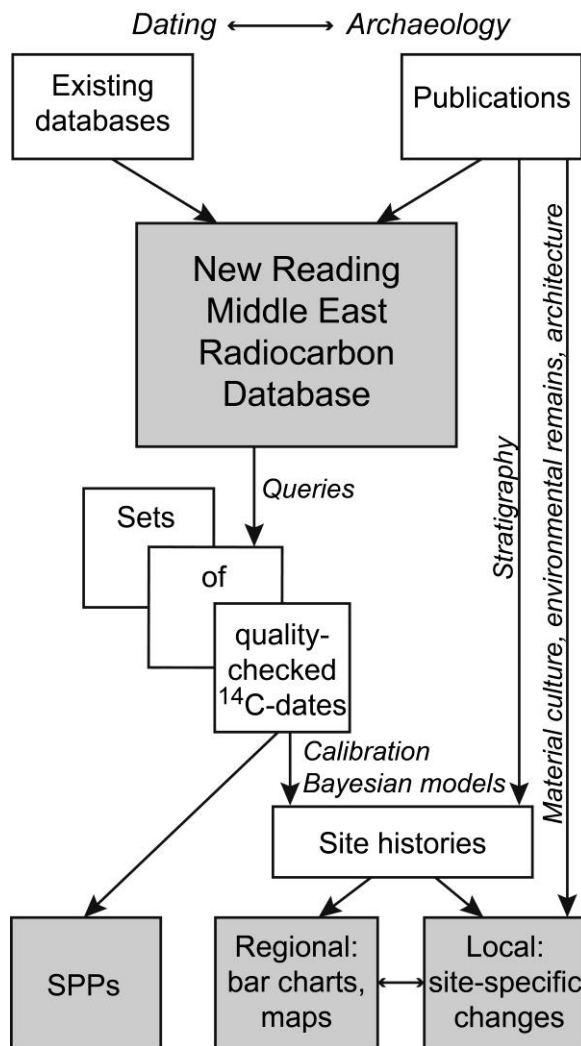 Dating ⟷ Archaeology
Existing
databases
Publications
New Reading
Middle East
Radiocarbon
Database
Queries
Sets
of
quality-
checked
¹⁴C-dates
Stratigraphy
Material culture, environmental remains, architecture
Calibration
Bayesian models
Site histories
SPPs
Regional:
bar charts,
maps
Local:
site-specific
changes